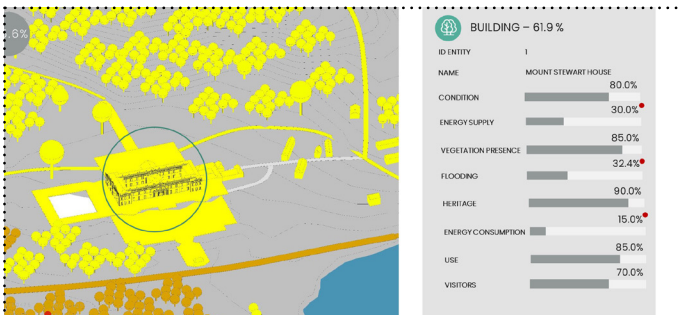 .6%
BUILDING – 61.9 %
ID ENTITY 1
NAME MOUNT STEWART HOUSE
80.0%
CONDITION
30.0%
ENERGY SUPPLY
85.0%
VEGETATION PRESENCE
32.4%
FLOODING
90.0%
HERITAGE
15.0%
ENERGY CONSUMPTION
85.0%
USE
70.0%
VISITORS